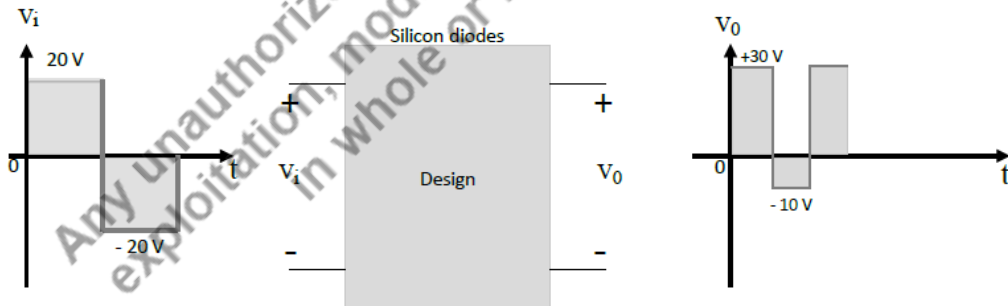 Vi
20 V
0
t
- 20 V
Silicon diodes
+
+
Vi
Design
V0
-
-
V0
+30 V
0
t
- 10 V
Any unauthoriz
exploitation, mod
in whole or